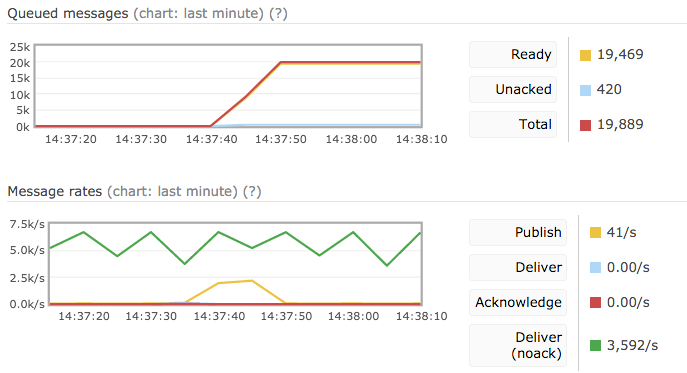 Queued messages (chart: last minute) (?)
25k
20k
15k
10k
5k
0k
14:37:20 14:37:30 14:37:40 14:37:50 14:38:00 14:38:10
Ready 19,469
Unacked 420
Total 19,889
Message rates (chart: last minute) (?)
7.5k/s
5.0k/s
2.5k/s
0.0k/s
14:37:20 14:37:30 14:37:40 14:37:50 14:38:00 14:38:10
Publish 41/s
Deliver 0.00/s
Acknowledge 0.00/s
Deliver
(noack) 3,592/s